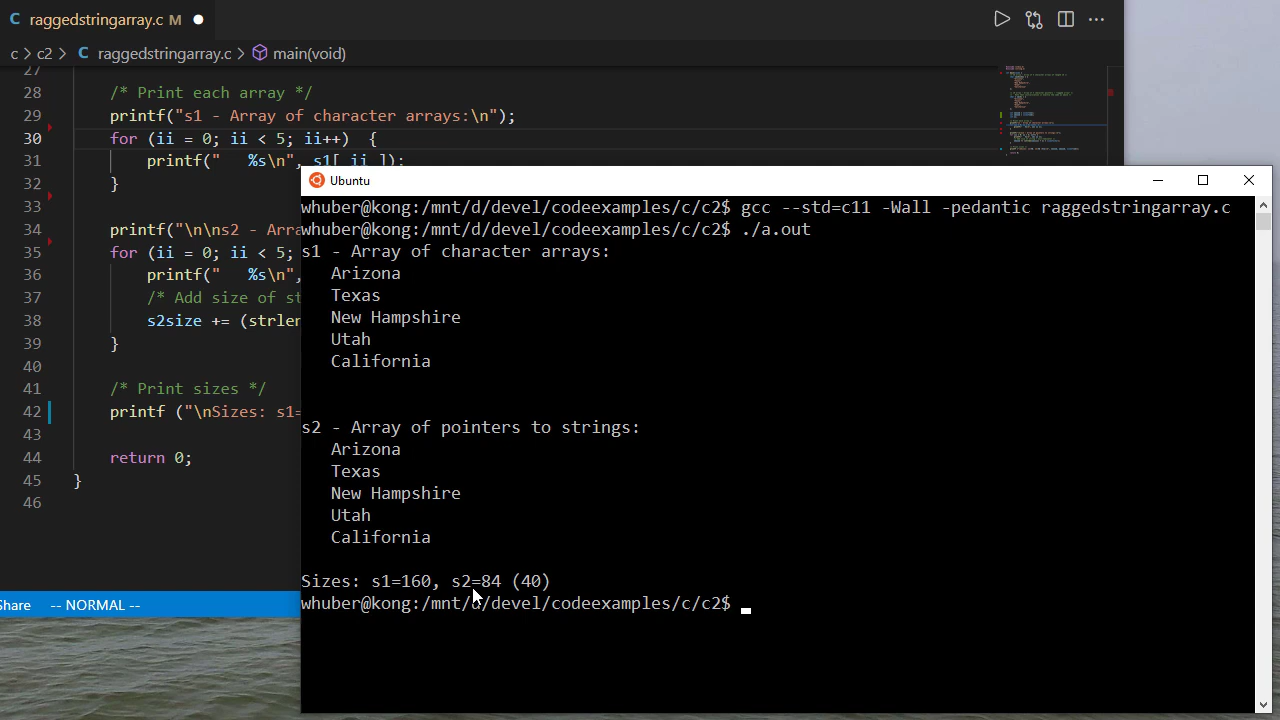 C raggedstringarray.c M
c > c2 > C raggedstringarray.c > main(void)
27
28 /* Print each array */
29 printf("s1 - Array of character arrays:\n");
30 for (ii = 0; ii < 5; ii++) {
31 printf("   %s\n", s1[ ii ]);
32 }
33
34 printf("\n\ns2 - Arra
35 for (ii = 0; ii < 5;
36 printf("   %s\n",
37 /* Add size of st
38 s2size += (strlen
39 }
40
41 /* Print sizes */
42 printf ("\nSizes: s1=
43
44 return 0;
45 }
46
Share -- NORMAL --
Ubuntu
whuber@kong:/mnt/d/devel/codeexamples/c/c2$ gcc --std=c11 -Wall -pedantic raggedstringarray.c
whuber@kong:/mnt/d/devel/codeexamples/c/c2$ ./a.out
s1 - Array of character arrays:
Arizona
Texas
New Hampshire
Utah
California
s2 - Array of pointers to strings:
Arizona
Texas
New Hampshire
Utah
California
Sizes: s1=160, s2=84 (40)
whuber@kong:/mnt/d/devel/codeexamples/c/c2$